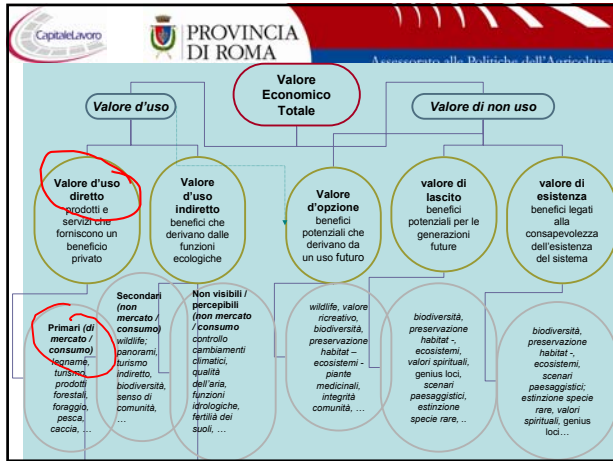 CapitaleLavoro
PROVINCIA
DI ROMA
Assessorato alle Politiche dell'Agricoltura
Valore
Economico
Totale
Valore d'uso
Valore di non uso
Valore d'uso
diretto
prodotti e
servizi che
forniscono un
beneficio
privato
Valore
d'uso
indiretto
benefici che
derivano dalle
funzioni
ecologiche
Valore
d'opzione
benefici
potenziali che
derivano da
un uso futuro
valore di
lascito
benefici
potenziali per le
generazioni
future
valore di
esistenza
benefici legati
alla
consapevolezza
dell'esistenza
del sistema
Primari (di
mercato /
consumo)
legname,
turismo,
prodotti
forestali,
foraggio,
pesca,
caccia, ...
Secondari
(non
mercato /
consumo)
wildlife;
panorami,
turismo
indiretto,
biodiversità,
senso di
comunità,
...
Non visibili /
percepibili
(non mercato
/ consumo
controllo
cambiamenti
climatici,
qualità
dell'aria,
funzioni
idrologiche,
fertilià dei
suoli, ...
wildlife, valore
ricreativo,
biodiversità,
preservazione
habitat –
ecosistemi -
piante
medicinali,
integrità
comunità, ...
biodiversità,
preservazione
habitat -,
ecosistemi,
valori spirituali,
genius loci,
scenari
paesaggistici,
estinzione
specie rare, ..
biodiversità,
preservazione
habitat -,
ecosistemi,
scenari
paesaggistici;
estinzione specie
rare, valori
spirituali, genius
loci...